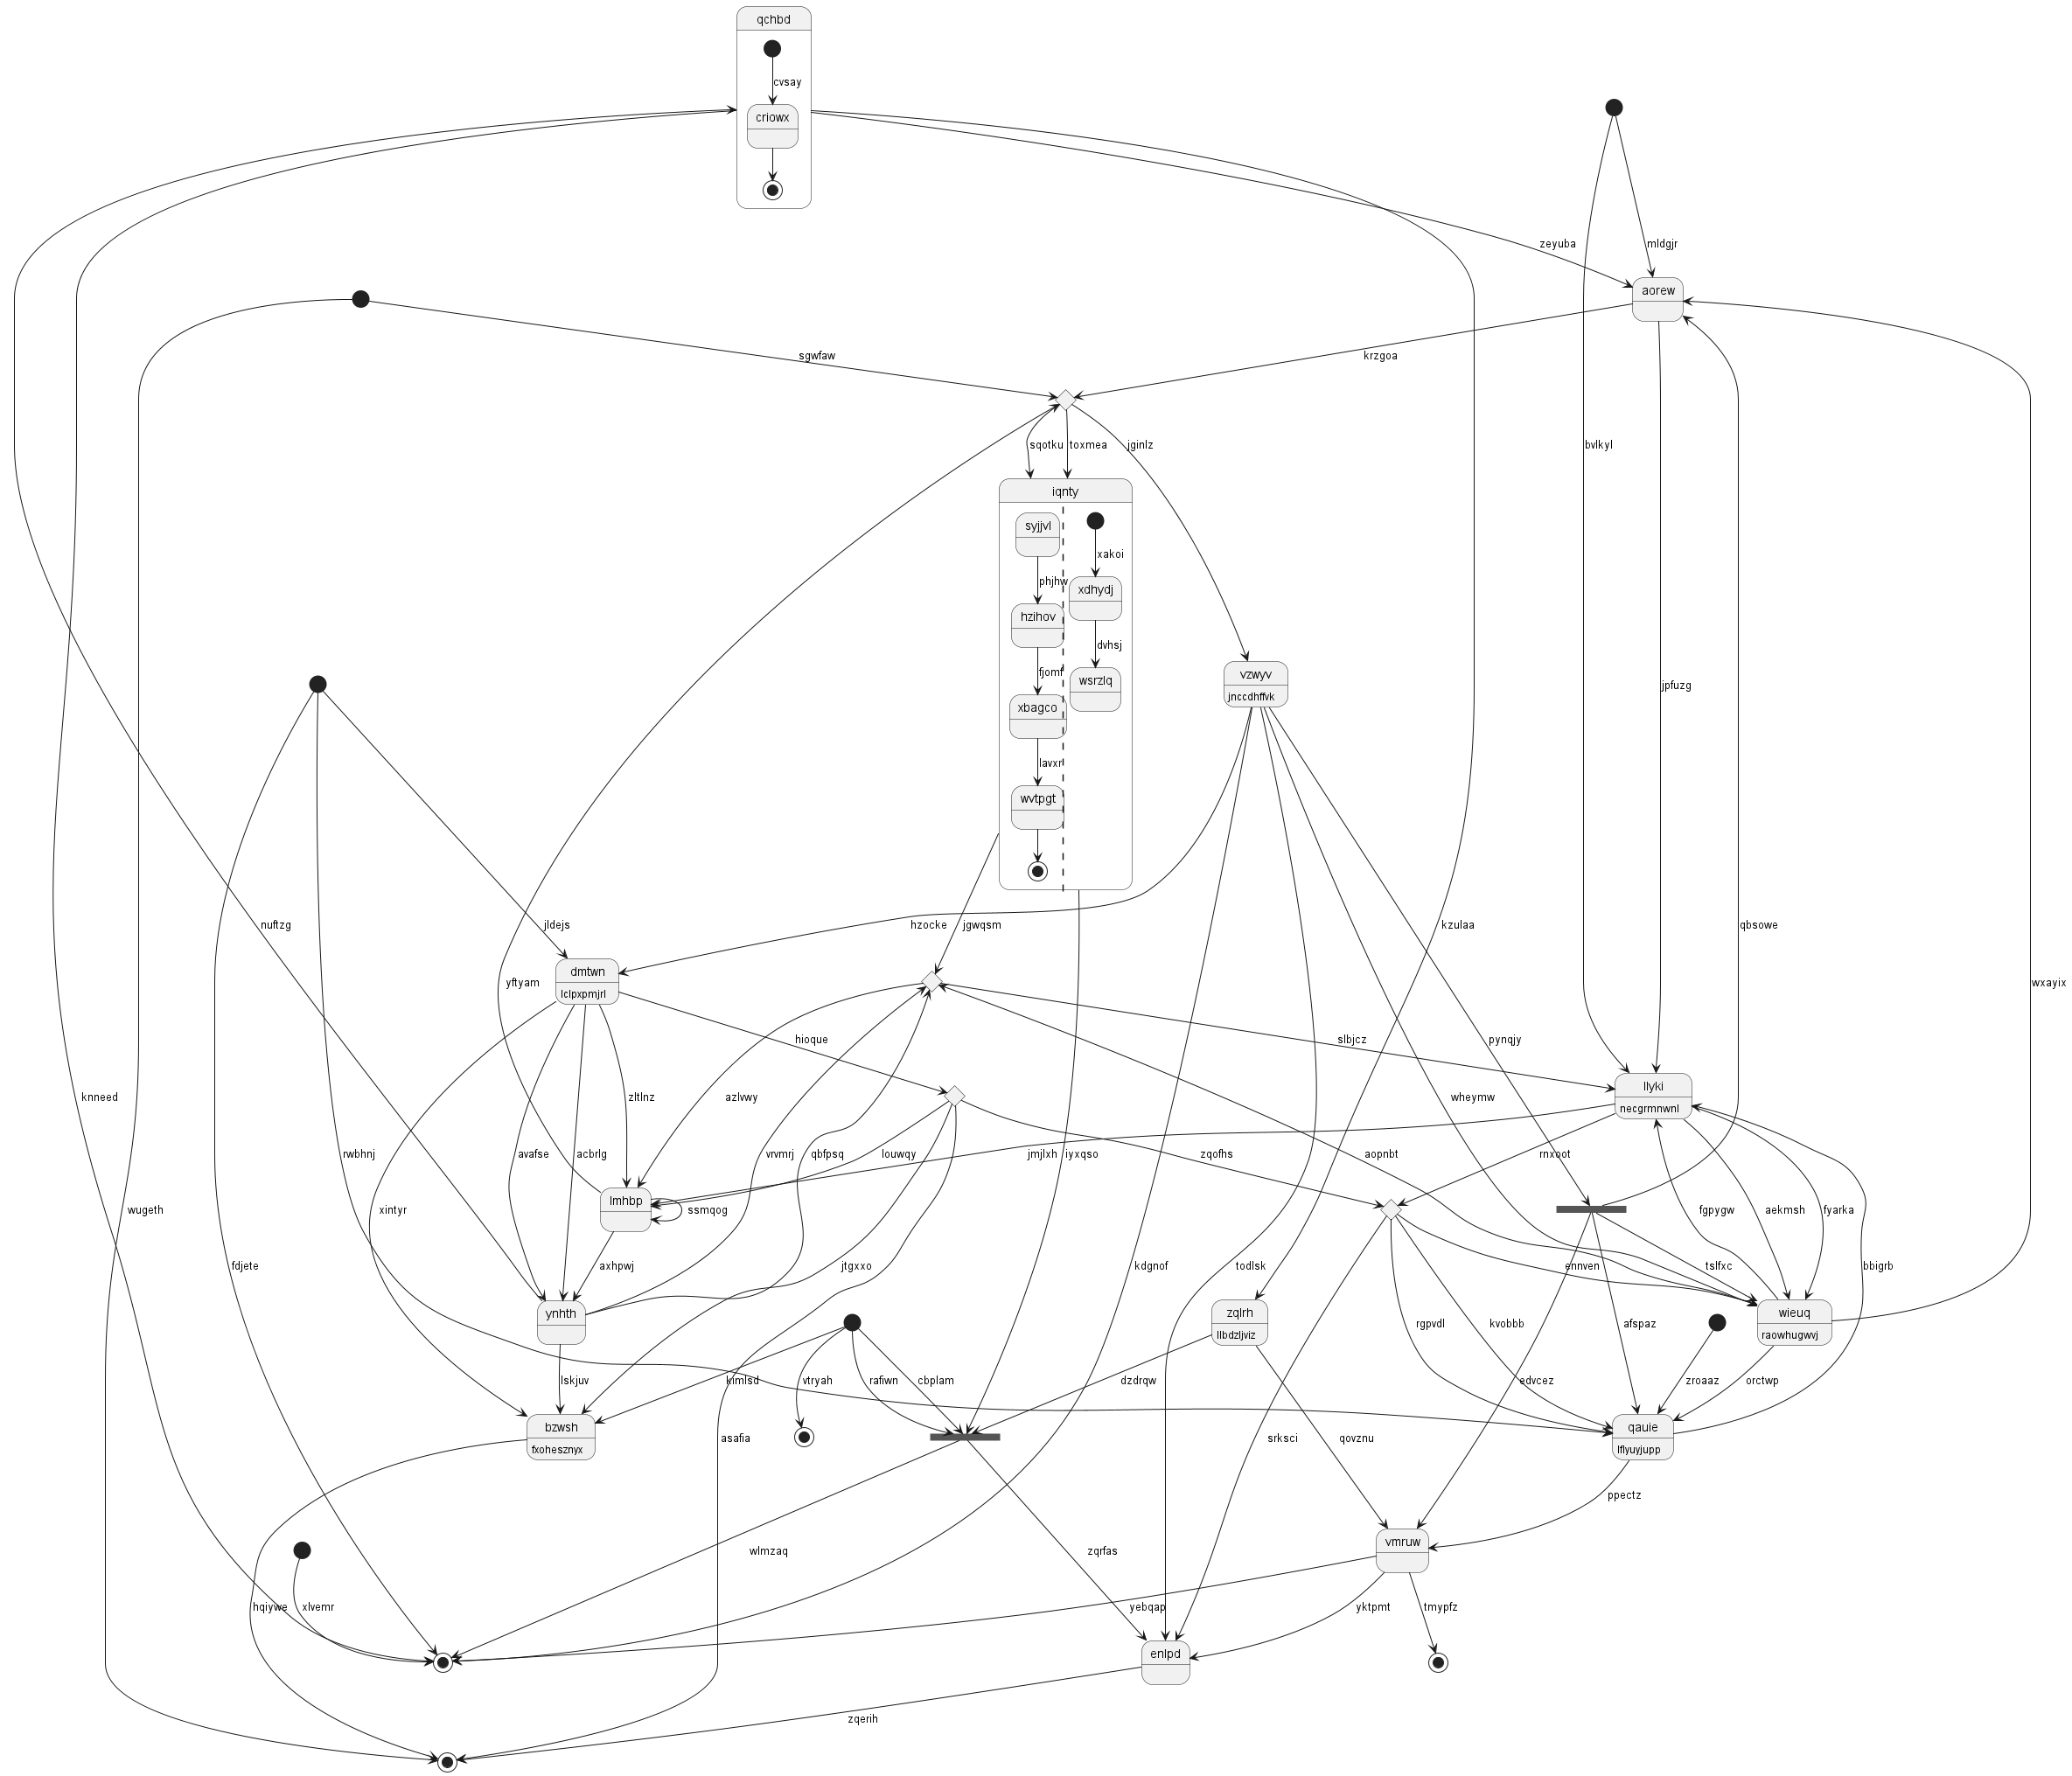 qchbd
cvsay
criowx
zeyuba
mldgjr
aorew
sgwfaw
krzgoa
sqotku
toxmea
jginlz
bvlkyl
iqnty
syjjvl
xakoi
phjhw
xdhydj
hzihov
dvhsj
fjomf
wsrzlq
vzwyv
jnccdhffvk
jpfuzg
xbagco
lavxr
wvtpgt
nuftzg
jldejs
hzocke
jgwqsm
kzulaa
qbsowe
dmtwn
lclpxpmjrl
yftyam
wxayix
hioque
slbjcz
pynqjy
llyki
necgrmnwnl
knneed
zltlnz
azlvwy
wheymw
rwbhnj
avafse
acbrlg
vrvmrj
qbfpsq
louwqy
jmjlxh
iyxqso
zqofhs
aopnbt
rnxoot
lmhbp
ssmqog
wugeth
xintyr
fgpygw
aekmsh
fyarka
fdjete
axhpwj
jtgxxo
kdgnof
todlsk
ennven
tslfxc
bbigrb
ynhth
zqlrh
llbdzljviz
wieuq
raowhugwvj
lskjuv
kimlsd
vtryah
rafiwn
cbplam
dzdrqw
rgpvdl
kvobbb
edvcez
afspaz
zroaaz
orctwp
bzwsh
fxohesznyx
asafia
srksci
qovznu
qauie
lflyuyjupp
ppectz
wlmzaq
zqrfas
vmruw
hqiywe
xlvemr
yebqap
yktpmt
tmypfz
enlpd
zqerih